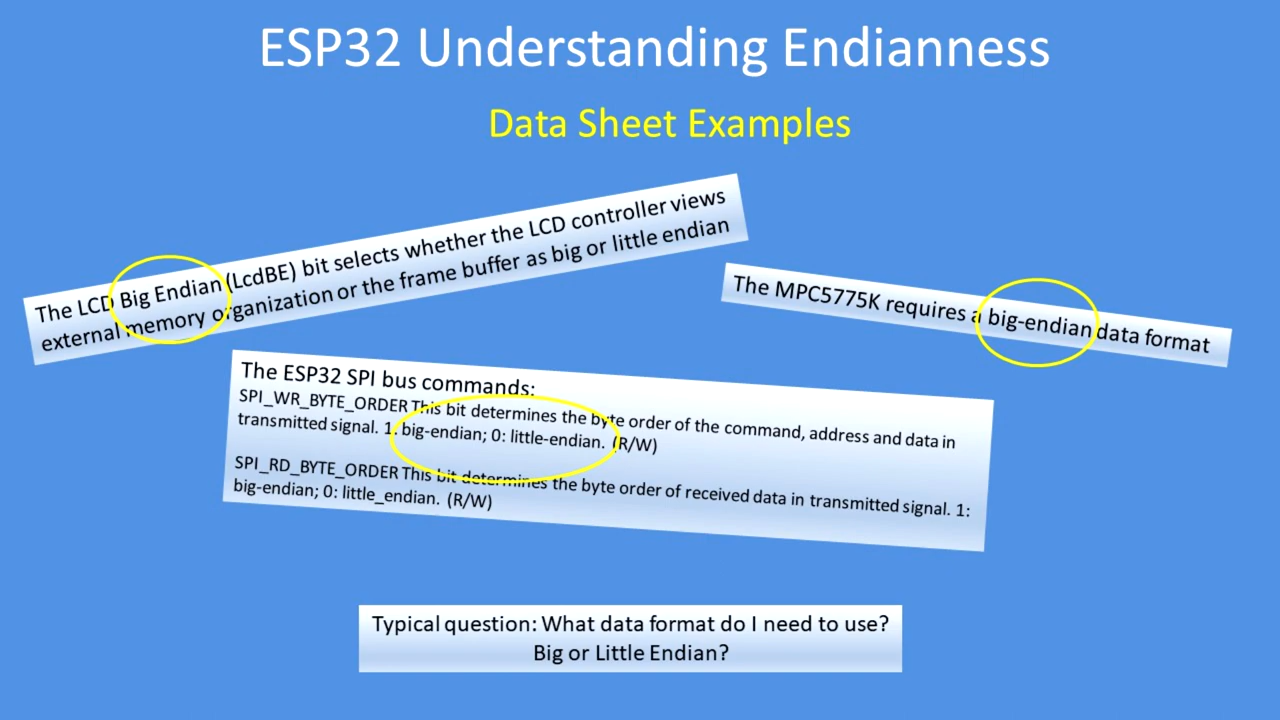 ESP32 Understanding Endianness
Data Sheet Examples
The LCD Big Endian (LcdBE) bit selects whether the LCD controller views
external memory organization or the frame buffer as big or little endian
The MPC5775K requires a big-endian data format
The ESP32 SPI bus commands:
SPI_WR_BYTE_ORDER This bit determines the byte order of the command, address and data in
transmitted signal. 1: big-endian; 0: little-endian. (R/W)
SPI_RD_BYTE_ORDER This bit determines the byte order of received data in transmitted signal. 1:
big-endian; 0: little_endian. (R/W)
Typical question: What data format do I need to use?
Big or Little Endian?